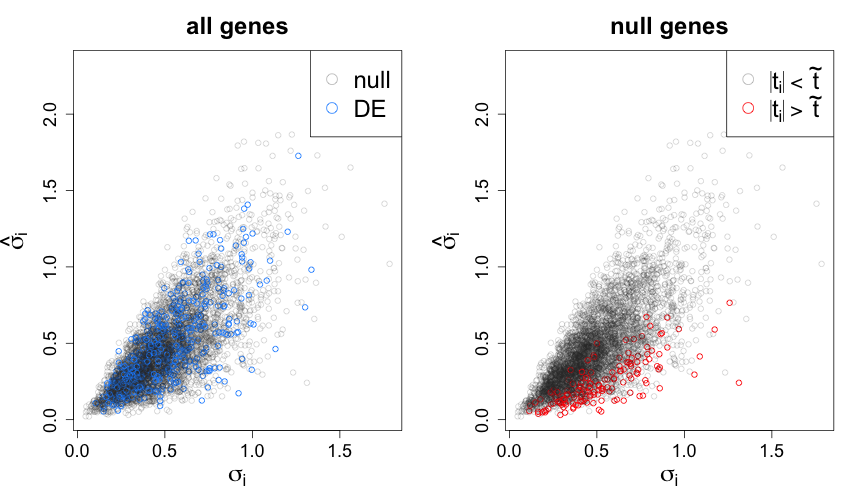 all genes
null
DE
2.0
1.5
1.0
0.5
0.0
σ̂i
0.0 0.5 1.0 1.5
σi
null genes
|ti| < t̃
|ti| > t̃
2.0
1.5
1.0
0.5
0.0
σ̂i
0.0 0.5 1.0 1.5
σi